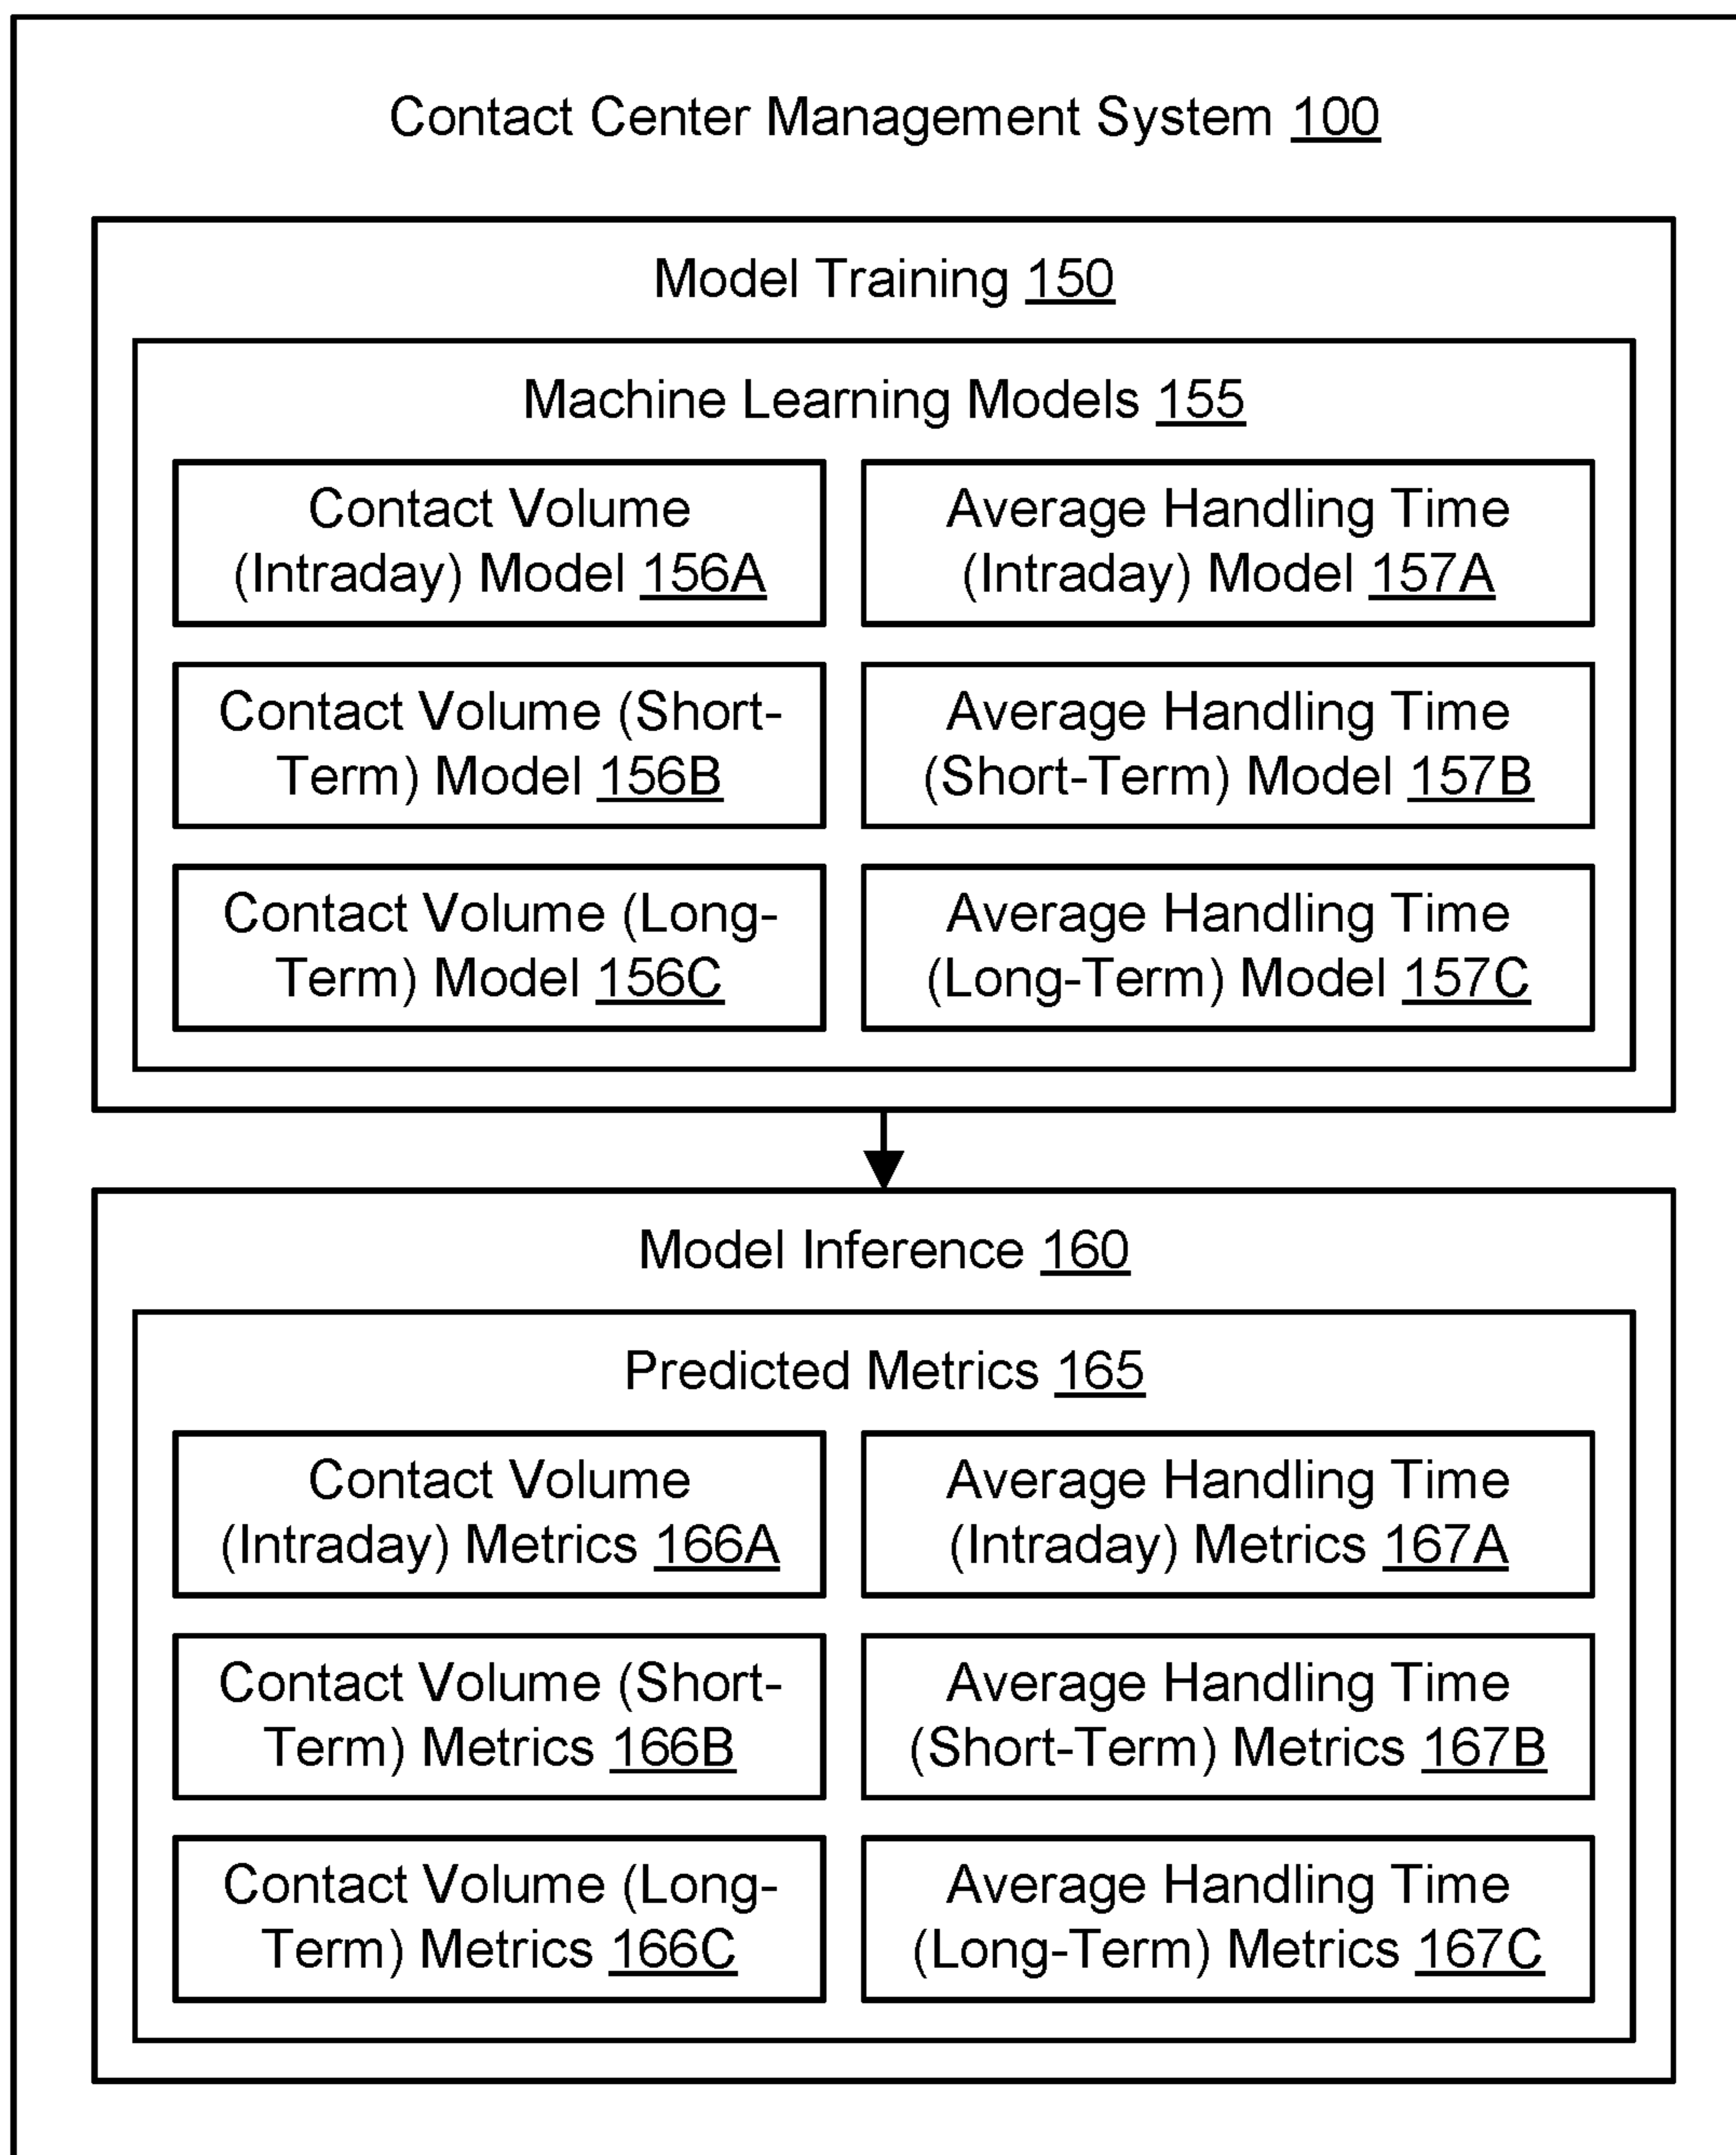 Contact Center Management System 100
Model Training 150
Machine Learning Models 155
Contact Volume
(Intraday) Model 156A
Average Handling Time
(Intraday) Model 157A
Contact Volume (Short-
Term) Model 156B
Average Handling Time
(Short-Term) Model 157B
Contact Volume (Long-
Term) Model 156C
Average Handling Time
(Long-Term) Model 157C
Model Inference 160
Predicted Metrics 165
Contact Volume
(Intraday) Metrics 166A
Average Handling Time
(Intraday) Metrics 167A
Contact Volume (Short-
Term) Metrics 166B
Average Handling Time
(Short-Term) Metrics 167B
Contact Volume (Long-
Term) Metrics 166C
Average Handling Time
(Long-Term) Metrics 167C